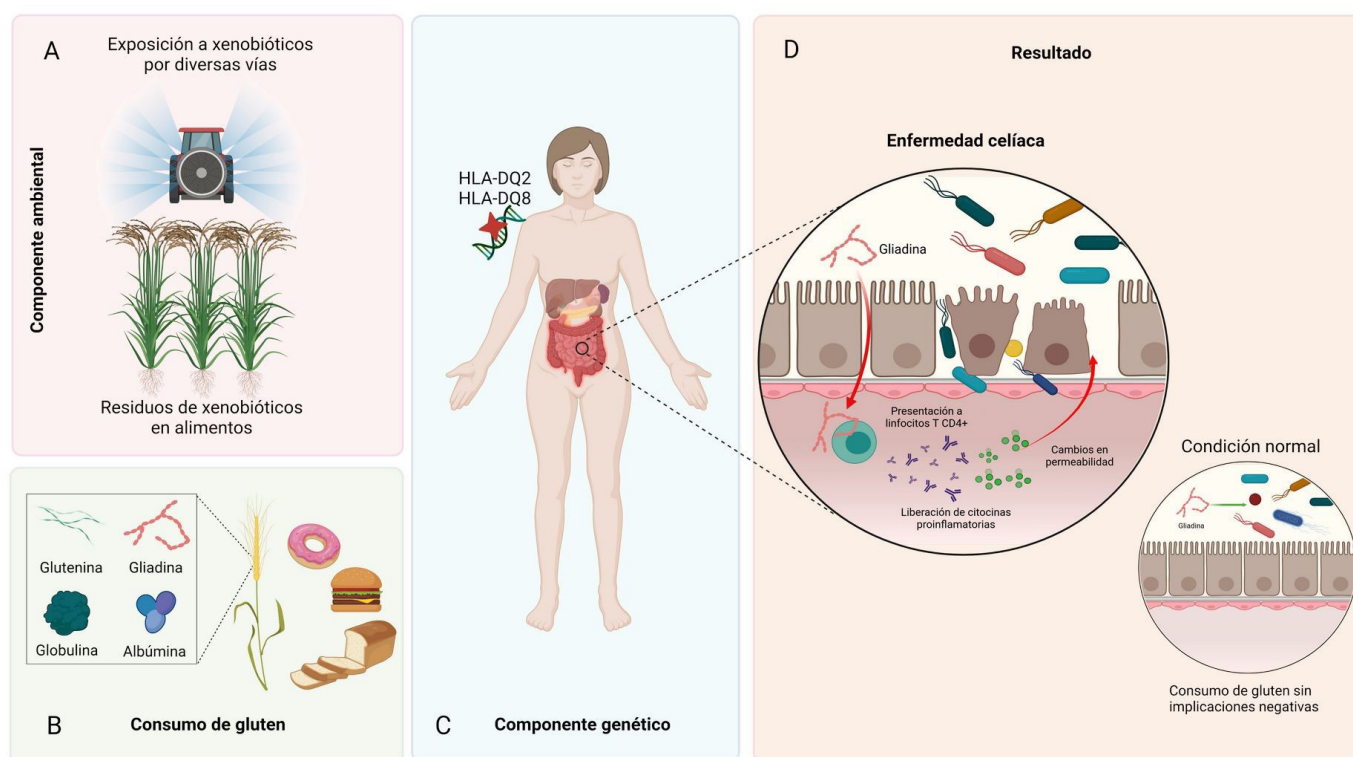 A
Exposición a xenobióticos
por diversas vías
Componente ambiental
Residuos de xenobióticos
en alimentos
Glutenina
Gliadina
Globulina
Albúmina
B
Consumo de gluten
HLA-DQ2
HLA-DQ8
C
Componente genético
D
Resultado
Enfermedad celíaca
Gliadina
Presentación a
linfocitos T CD4+
Cambios en
permeabilidad
Liberación de citocinas
proinflamatorias
Condición normal
Gliadina
Consumo de gluten sin
implicaciones negativas